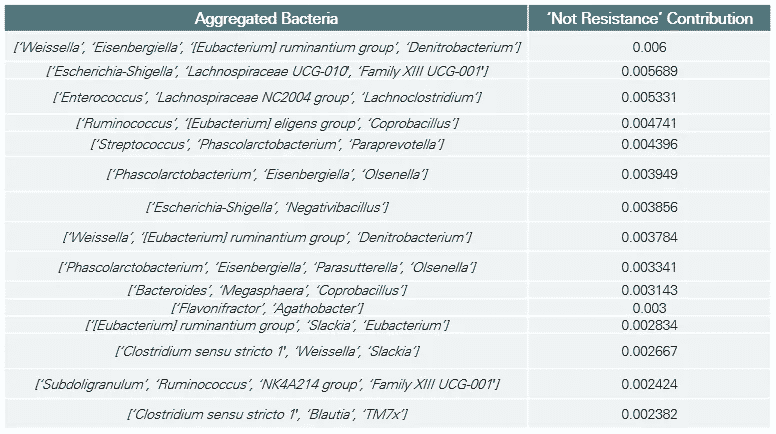 Aggregated Bacteria ‘Not Resistance’ Contribution
[‘Weissella’, ‘Eisenbergiella’, ‘[Eubacterium] ruminantium group’, ‘Denitrobacterium’] 0.006
[‘Escherichia-Shigella’, ‘Lachnospiraceae UCG-010', ‘Family XIII UCG-001'] 0.005689
[‘Enterococcus’, ‘Lachnospiraceae NC2004 group’, ‘Lachnoclostridium’] 0.005331
[‘Ruminococcus’, ‘[Eubacterium] eligens group’, ‘Coprobacillus’] 0.004741
[‘Streptococcus’, ‘Phascolarctobacterium’, ‘Paraprevotella’] 0.004396
[‘Phascolarctobacterium’, ‘Eisenbergiella’, ‘Olsenella’] 0.003949
[‘Escherichia-Shigella’, ‘Negativibacillus’] 0.003856
[‘Weissella’, ‘[Eubacterium] ruminantium group’, ‘Denitrobacterium’] 0.003784
[‘Phascolarctobacterium’, ‘Eisenbergiella’, ‘Parasutterella’, ‘Olsenella’] 0.003341
[‘Bacteroides’, ‘Megasphaera’, ‘Coprobacillus’] 0.003143
[‘Flavonifractor’, ‘Agathobacter’] 0.003
[‘[Eubacterium] ruminantium group’, ‘Slackia’, ‘Eubacterium’] 0.002834
[‘Clostridium sensu stricto 1', ‘Weissella’, ‘Slackia’] 0.002667
[‘Subdoligranulum’, ‘Ruminococcus’, ‘NK4A214 group’, ‘Family XIII UCG-001'] 0.002424
[‘Clostridium sensu stricto 1', ‘Blautia’, ‘TM7x’] 0.002382